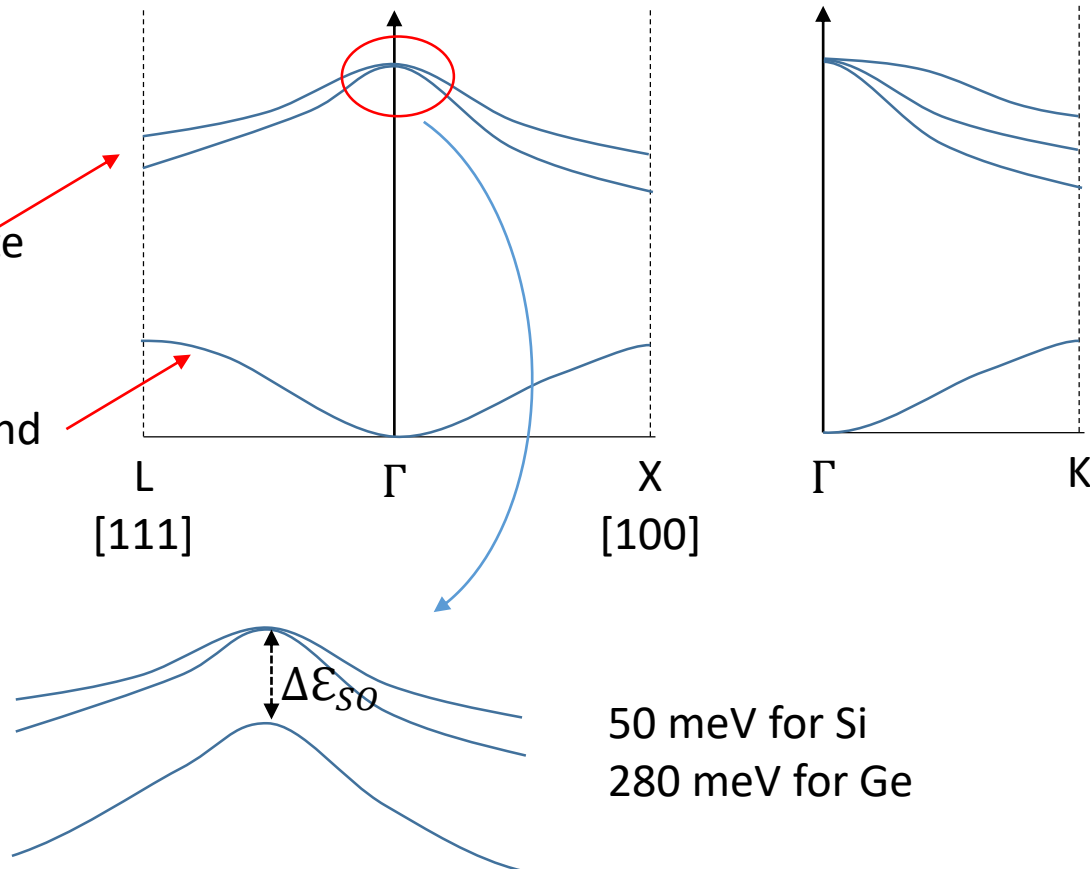 e
nd
L
Γ
X
[111]
[100]
Γ
K
Δℇ_SO
50 meV for Si
280 meV for Ge